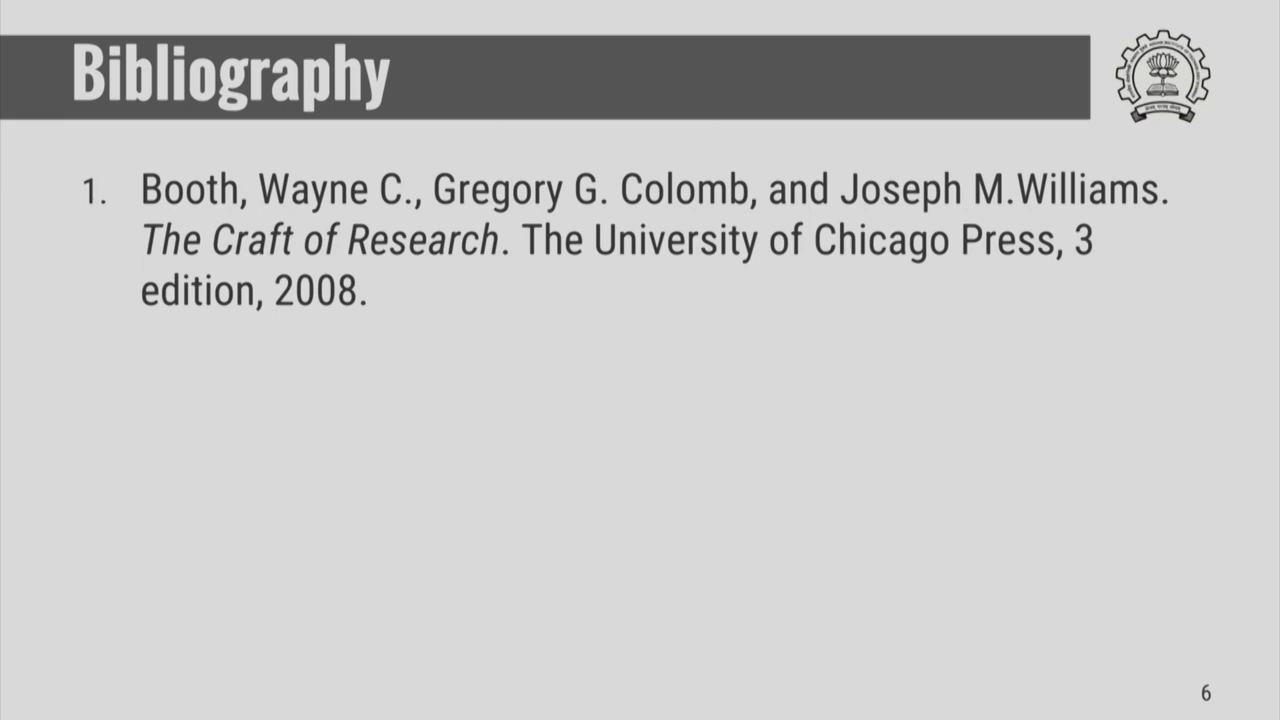 Bibliography
1. Booth, Wayne C., Gregory G. Colomb, and Joseph M.Williams.
The Craft of Research. The University of Chicago Press, 3
edition, 2008.
6